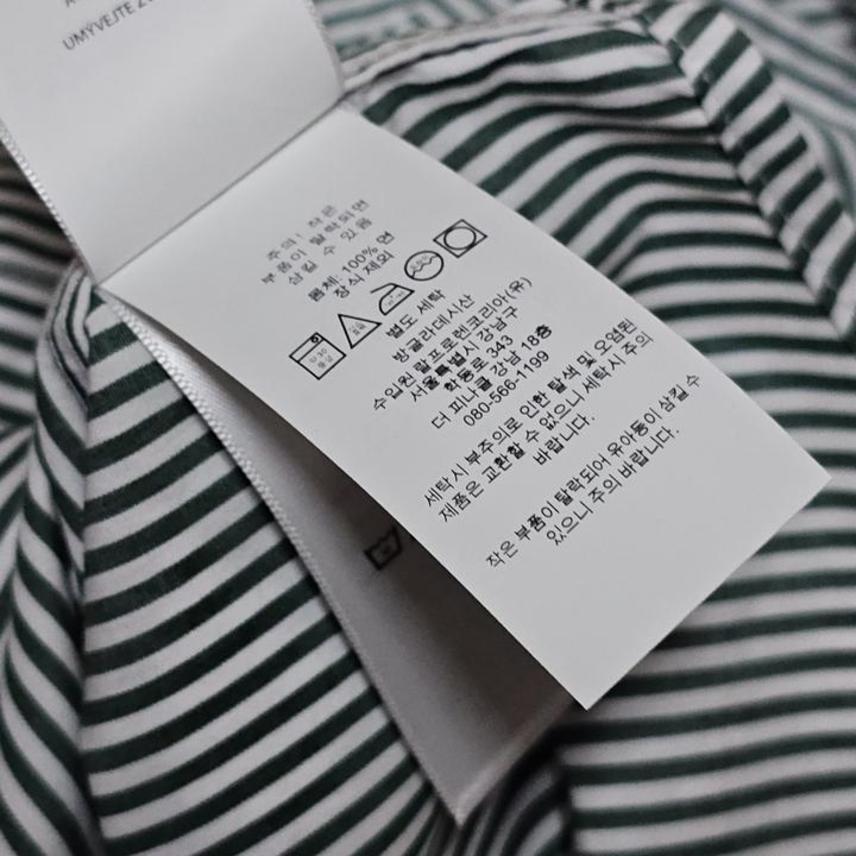 UMÝVEJTE Z
주의! 작은
부품이 탈락되면
삼킬 수 있음
몸체: 100% 면
장식 제외
별도 세탁
방글라데시산
수입원 랄프로렌코리아(유)
서울특별시 강남구
학동로 343
더 피나클 강남 18층
080-566-1199
세탁시 부주의로 인한 탈색 및 오염된
제품은 교환할 수 없으니 세탁시 주의
바랍니다.
작은 부품이 탈락되어 유아동이 삼킬 수
있으니 주의 바랍니다.